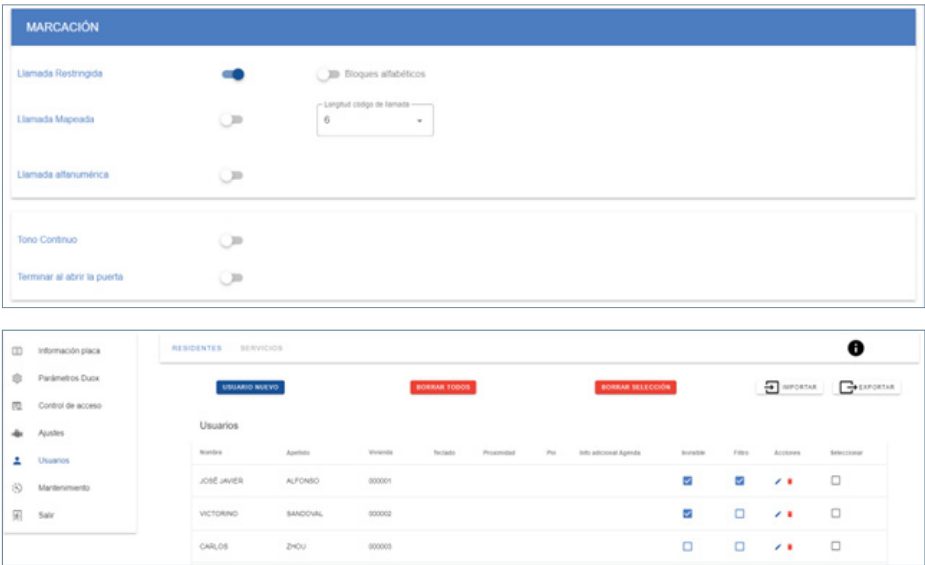 MARCACIÓN
Llamada Restringida
Bloques alfabéticos
Longitud código de llamada
Llamada Mapeada
6
Llamada alfanumérica
Tono Continuo
Terminar al abrir la puerta
Información placa
RESIDENTES SERVICIOS
Parámetros Duox
USUARIO NUEVO BORRAR TODOS BORRAR SELECCIÓN IMPORTAR EXPORTAR
Control de acceso
Ajustes
Usuarios
Usuarios
Nombre Apellido Vivienda Teclado Proximidad Pin Info adicional Agenda Invisible Filtro Acciones Seleccionar
Mantenimiento
JOSÉ JAVIER ALFONSO 000001
Salir
VICTORINO SANDOVAL 000002
CARLOS ZHOU 000003